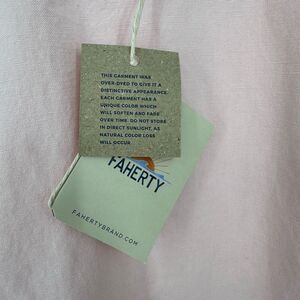 THIS GARMENT WAS
OVER-DYED TO GIVE IT A
DISTINCTIVE APPEARANCE.
EACH GARMENT HAS A
UNIQUE COLOR WHICH
WILL SOFTEN AND FADE
OVER TIME. DO NOT STORE
IN DIRECT SUNLIGHT, AS
NATURAL COLOR LOSS
WILL OCCUR.
FAHERTY
FAHERTYBRAND.COM